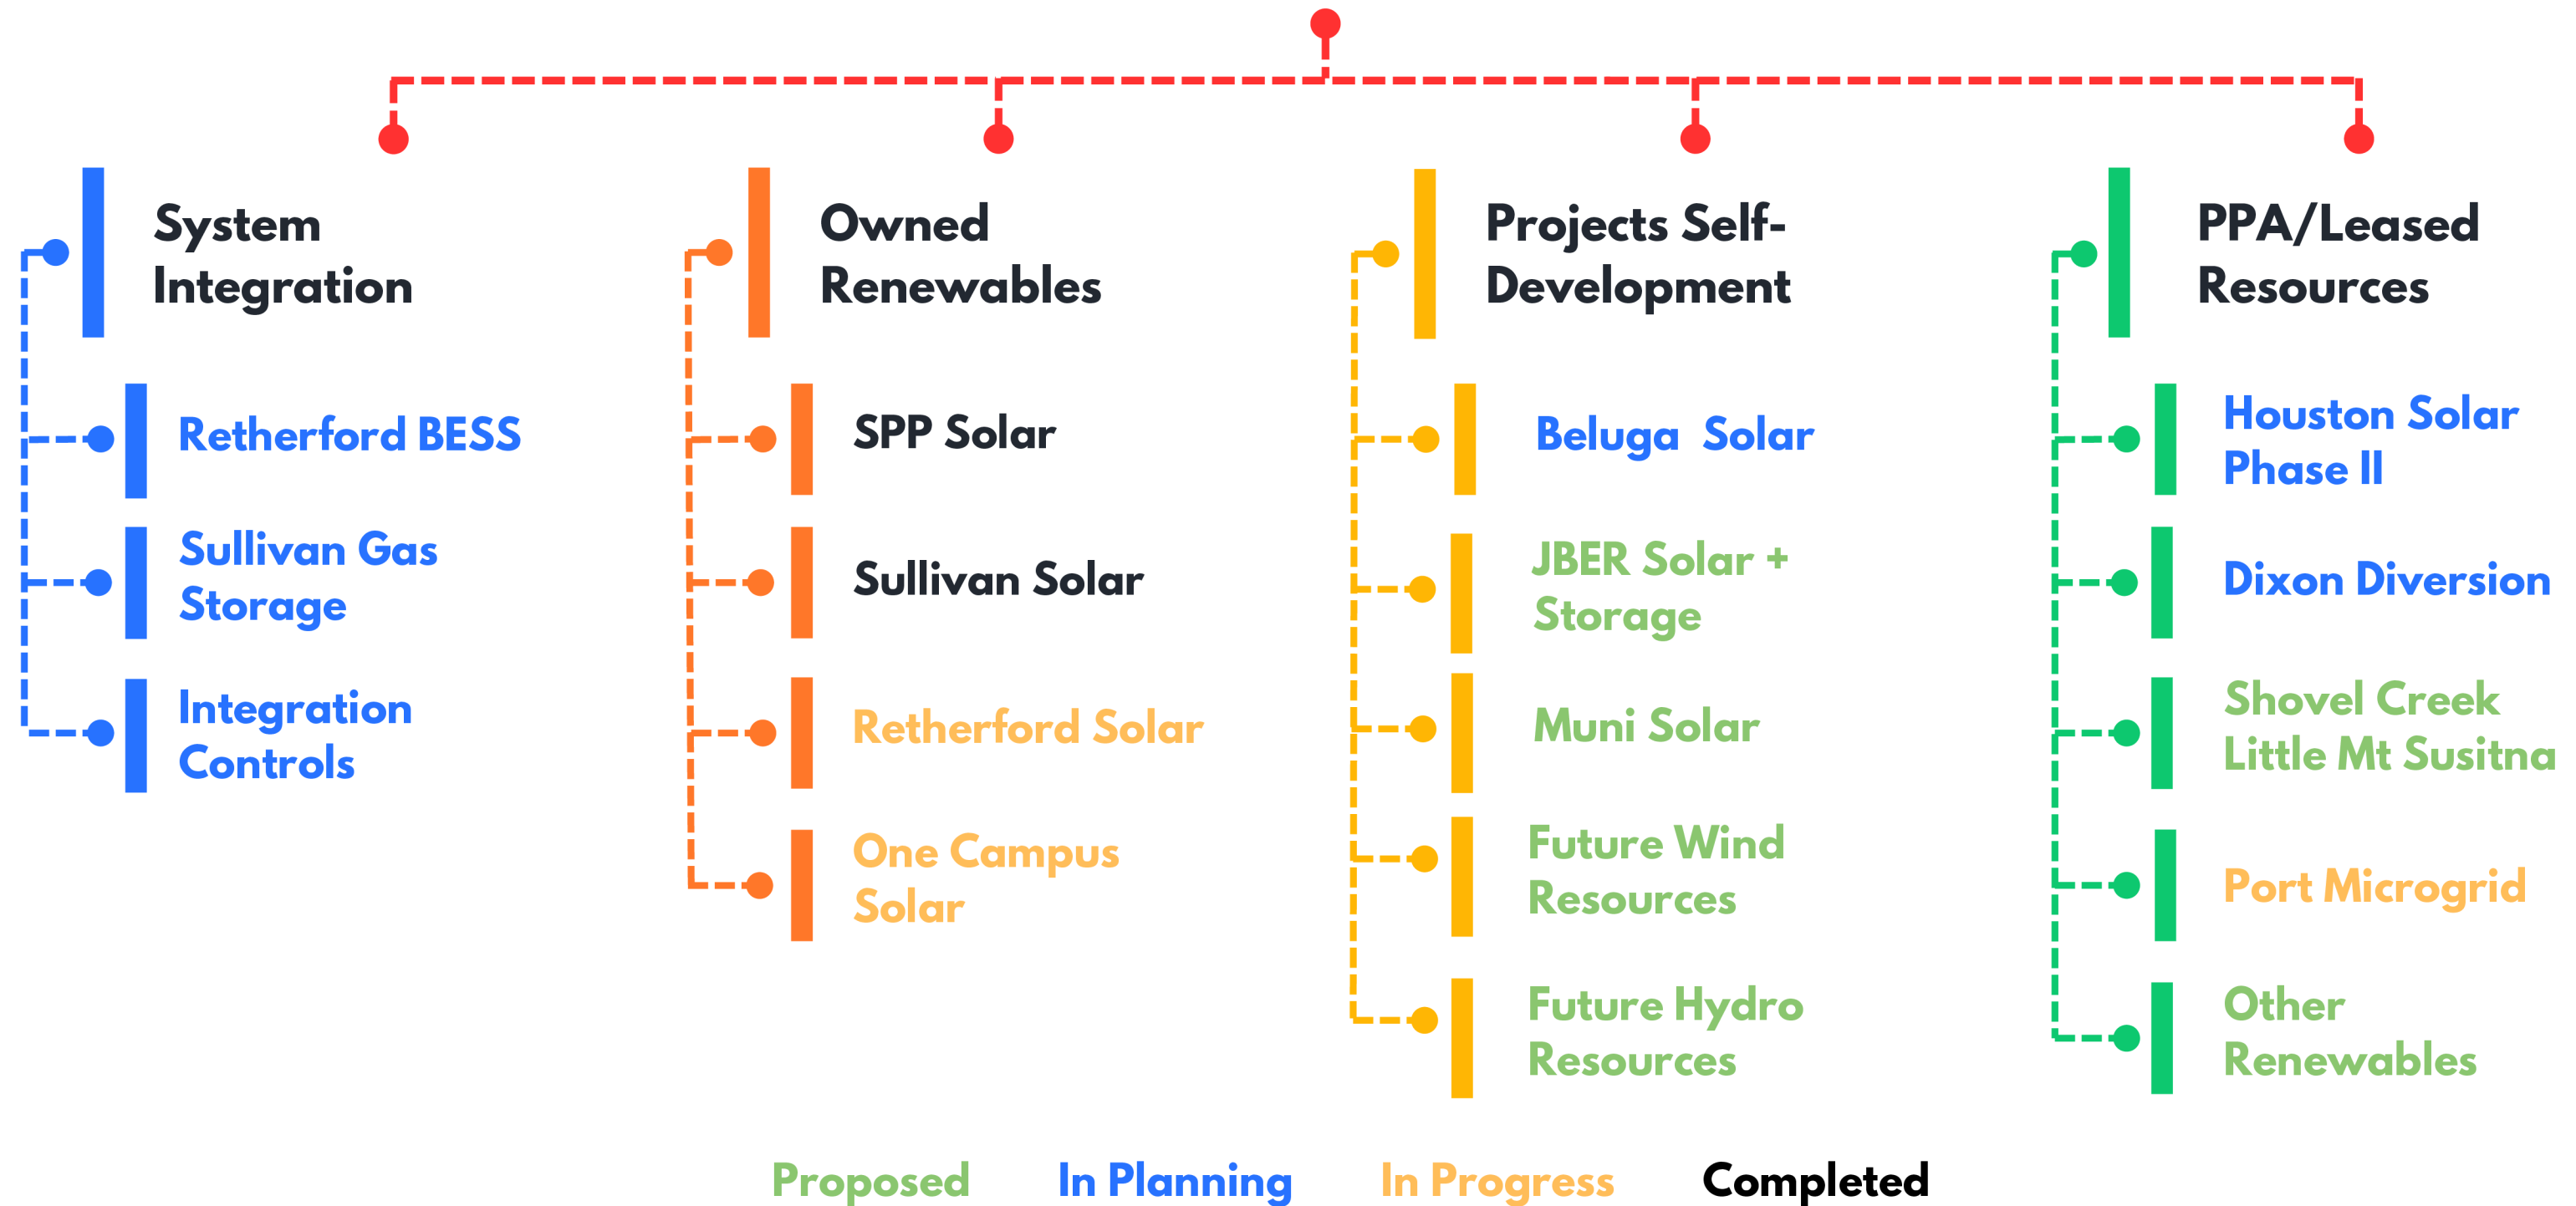 System
Integration
Retherford BESS
Sullivan Gas
Storage
Integration
Controls
Owned
Renewables
SPP Solar
Sullivan Solar
Retherford Solar
One Campus
Solar
Projects Self-
Development
Beluga Solar
JBER Solar +
Storage
Muni Solar
Future Wind
Resources
Future Hydro
Resources
PPA/Leased
Resources
Houston Solar
Phase II
Dixon Diversion
Shovel Creek
Little Mt Susitna
Port Microgrid
Other
Renewables
Proposed
In Planning
In Progress
Completed